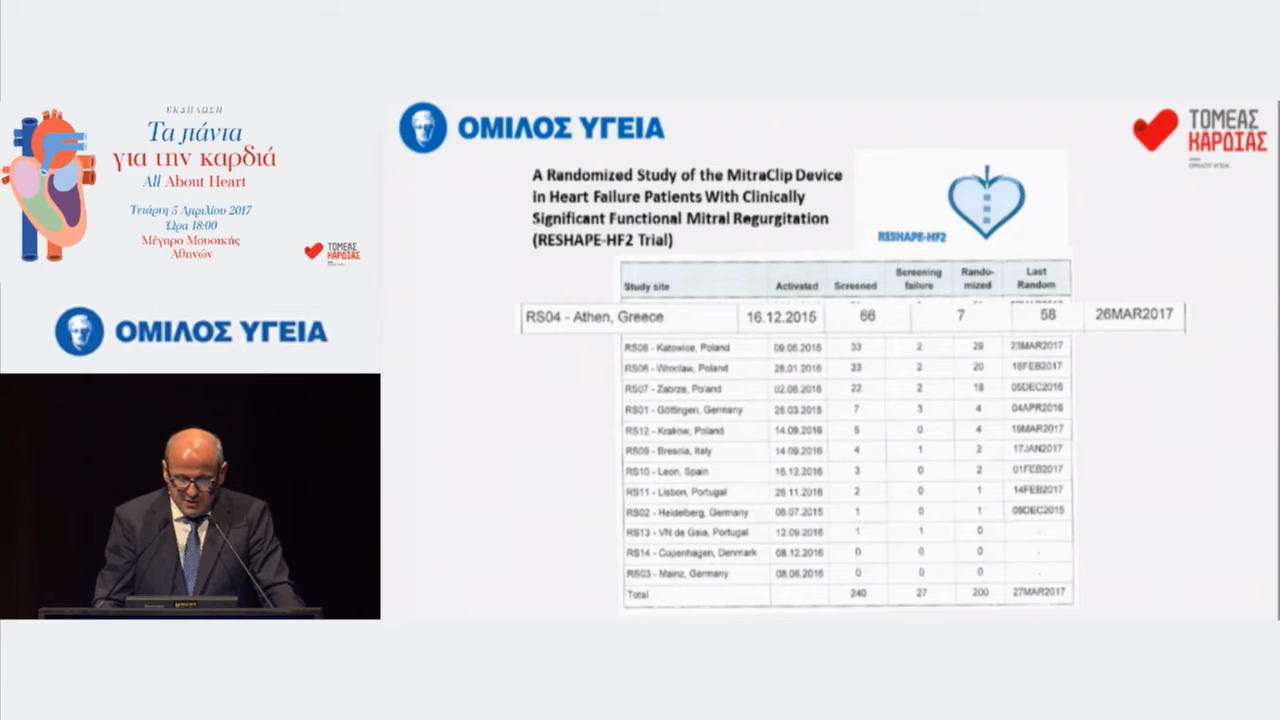 ΕΚΔΗΛΩΣΗ
Τα πάντα
για την καρδιά
All About Heart
Τετάρτη 5 Απριλίου 2017
Ώρα 18:00
Μέγαρο Μουσικής
Αθηνών
ΤΟΜΕΑΣ
ΚΑΡΔΙΑΣ
ΟΜΙΛΟΣ ΥΓΕΙΑ
ΟΜΙΛΟΣ ΥΓΕΙΑ
ΤΟΜΕΑΣ
ΚΑΡΔΙΑΣ
ΟΜΙΛΟΥ ΥΓΕΙΑ
A Randomized Study of the MitraClip Device
in Heart Failure Patients With Clinically
Significant Functional Mitral Regurgitation
(RESHAPE-HF2 Trial)
RESHAPE-HF2
Study site Activated Screened Screening failure Rando-mized Last Random
RS04 - Athen, Greece 16.12.2015 66 7 58 26MAR2017
RS08 - Katowice, Poland 09.06.2016 33 2 29 23MAR2017
RS06 - Wroclaw, Poland 28.01.2016 23 2 20 16FEB2017
RS07 - Zabrze, Poland 02.06.2016 22 2 18 05DEC2016
RS01 - Göttingen, Germany 25.03.2015 7 3 4 04APR2016
RS12 - Krakow, Poland 14.09.2016 5 0 4 19MAR2017
RS09 - Brescia, Italy 14.09.2016 4 1 2 17JAN2017
RS10 - Leon, Spain 16.12.2016 3 0 2 01FEB2017
RS11 - Lisbon, Portugal 25.11.2016 2 0 1 14FEB2017
RS02 - Heidelberg, Germany 06.07.2015 1 0 1 09DEC2015
RS13 - VN de Gaia, Portugal 12.09.2016 1 1 0 .
RS14 - Copenhagen, Denmark 08.12.2016 0 0 0 .
RS03 - Mainz, Germany 08.06.2016 0 0 0 .
Total 240 27 200 27MAR2017